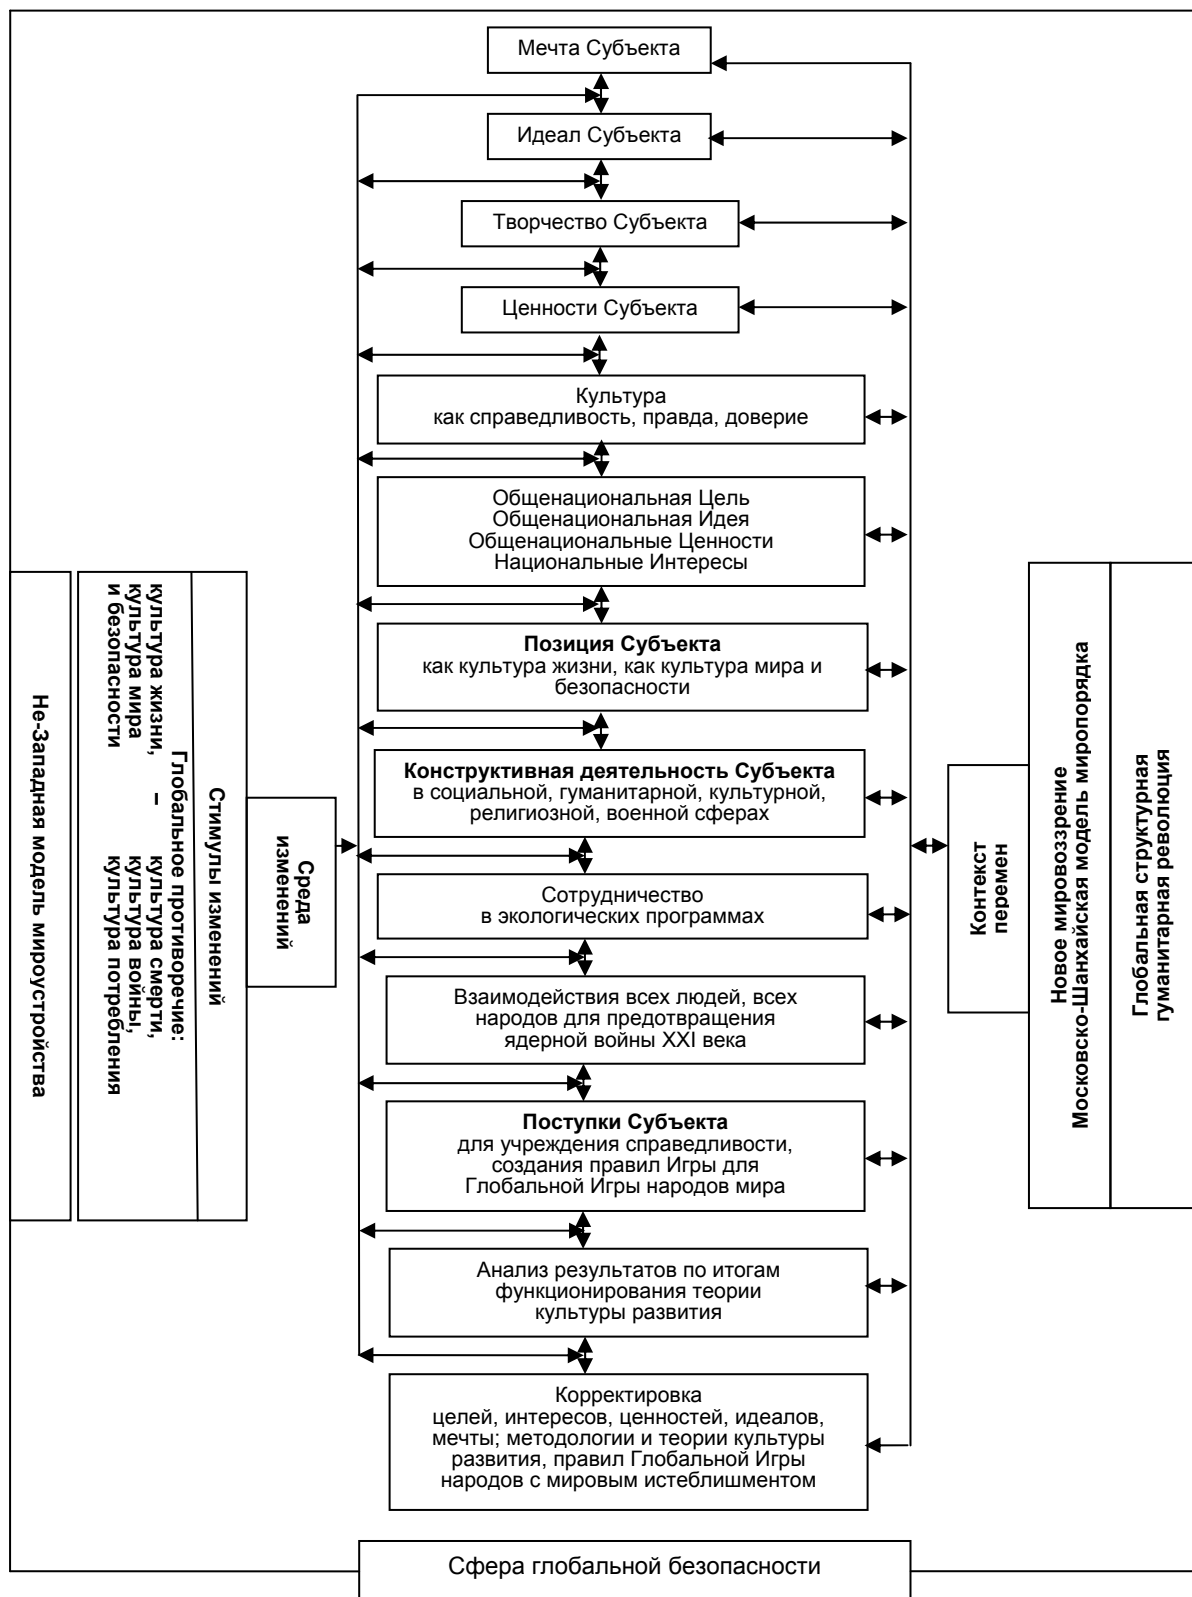 Мечта Субъекта
Идеал Субъекта
Творчество Субъекта
Ценности Субъекта
Культура
как справедливость, правда, доверие
Общенациональная Цель
Общенациональная Идея
Общенациональные Ценности
Национальные Интересы
Позиция Субъекта
как культура жизни, как культура мира и
безопасности
Конструктивная деятельность Субъекта
в социальной, гуманитарной, культурной,
религиозной, военной сферах
Сотрудничество
в экологических программах
Взаимодействия всех людей, всех
народов для предотвращения
ядерной войны XXI века
Поступки Субъекта
для учреждения справедливости,
создания правил Игры для
Глобальной Игры народов мира
Анализ результатов по итогам
функционирования теории
культуры развития
Корректировка
целей, интересов, ценностей, идеалов,
мечты; методологии и теории культуры
развития, правил Глобальной Игры
народов с мировым истеблишментом
Не-Западная модель мироустройства
Стимулы изменений
Глобальное противоречие:
культура жизни, – культура смерти,
культура мира культура войны,
и безопасности культура потребления
Среда
изменений
Контекст
перемен
Новое мировоззрение
Московско-Шанхайская модель миропорядка
Глобальная структурная
гуманитарная революция
Сфера глобальной безопасности